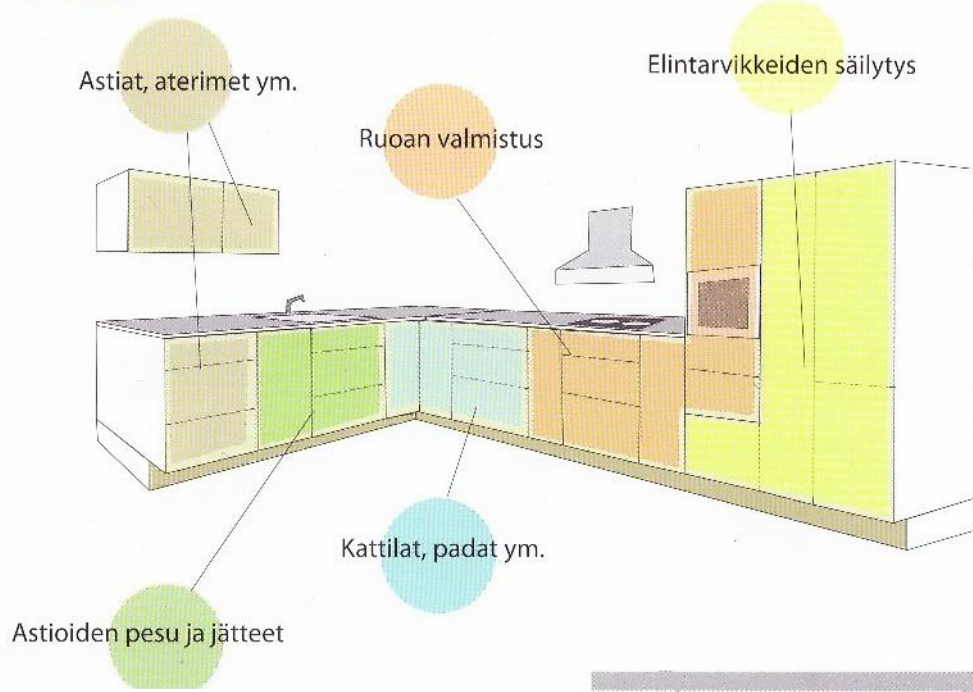 Astiat, aterimet ym.
Elintarvikkeiden säilytys
Ruoan valmistus
Kattilat, padat ym.
Astioiden pesu ja jätteet